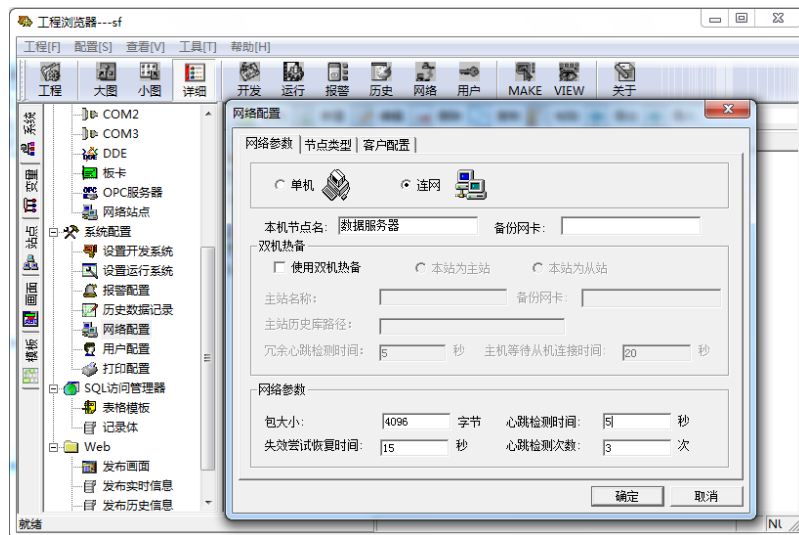 工程浏览器---sf
工程[F] 配置[S] 查看[V] 工具[T] 帮助[H]
工程 大图 小图 详细 开发 运行 报警 历史 网络 用户 MAKE VIEW 关于
系统
变量
站点
画面
模板
COM2
COM3
DDE
板卡
OPC服务器
网络站点
系统配置
设置开发系统
设置运行系统
报警配置
历史数据记录
网络配置
用户配置
打印配置
SQL访问管理器
表格模板
记录体
Web
发布画面
发布实时信息
发布历史信息
网络配置
网络参数 节点类型 客户配置
单机 连网
本机节点名: 数据服务器 备份网卡:
双机热备
使用双机热备 本站为主站 本站为从站
主站名称: 备份网卡:
主站历史库路径:
冗余心跳检测时间: 5 秒 主机等待从机连接时间: 20 秒
网络参数
包大小: 4096 字节 心跳检测时间: 5 秒
失效尝试恢复时间: 15 秒 心跳检测次数: 3 次
确定 取消
就绪